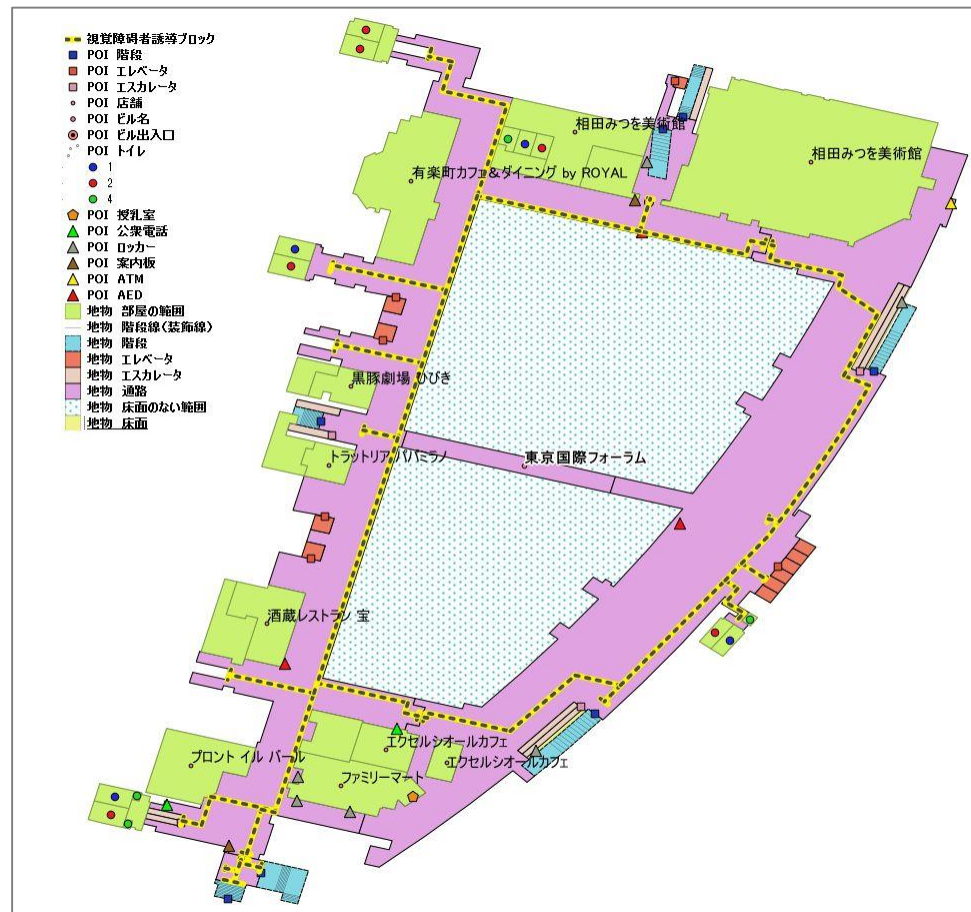 視覚障碍者誘導ブロック
POI 階段
POI エレベータ
POI エスカレータ
POI 店舗
POI ビル名
POI ビル出入口
POI トイレ
1
2
4
POI 授乳室
POI 公衆電話
POI ロッカー
POI 案内板
POI ATM
POI AED
地物 部屋の範囲
地物 階段線(装飾線)
地物 階段
地物 エレベータ
地物 エスカレータ
地物 通路
地物 床面のない範囲
地物 床面
相田みつを美術館
相田みつを美術館
有楽町カフェ&ダイニング by ROYAL
黒豚劇場 ひびき
トラットリア パパミラノ
東京国際フォーラム
酒蔵レストラン 宝
エクセルシオールカフェ
プロント イル バール
エクセルシオールカフェ
ファミリーマート